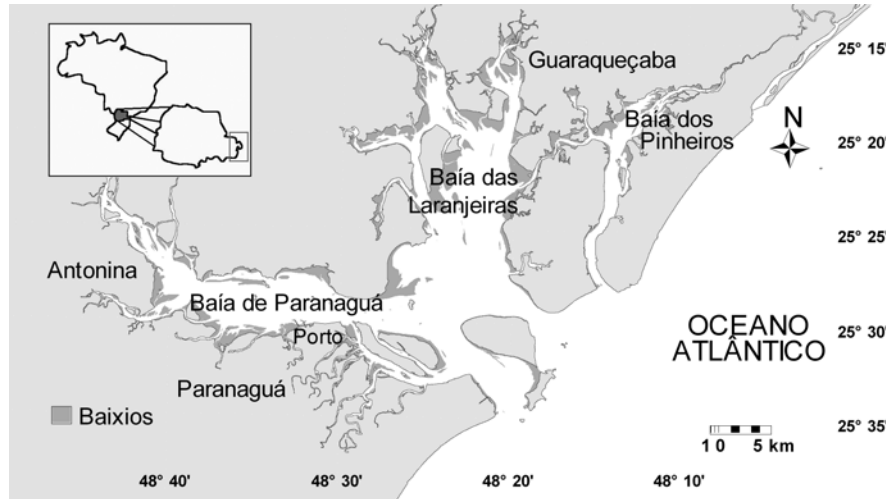 Guaraqueçaba
25° 15'
N
Baía dos
Pinheiros
25° 20'
Baía das
Laranjeiras
25° 25'
Antonina
Baía de Paranaguá
25° 30'
Porto
OCEANO
ATLÂNTICO
Paranaguá
Baixios
25° 35'
1 0 5 km
48° 40' 48° 30' 48° 20' 48° 10'